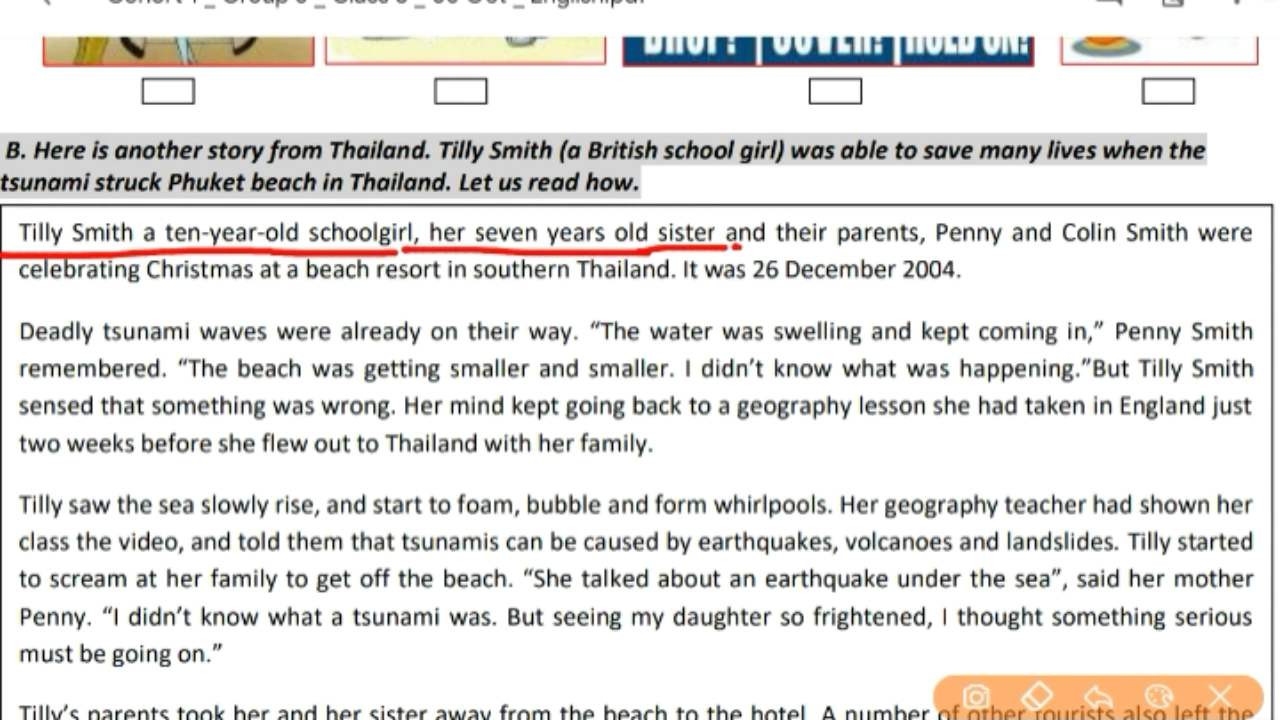 DROP! COVER! HOLD ON!
B. Here is another story from Thailand. Tilly Smith (a British school girl) was able to save many lives when the
tsunami struck Phuket beach in Thailand. Let us read how.
Tilly Smith a ten-year-old schoolgirl, her seven years old sister and their parents, Penny and Colin Smith were
celebrating Christmas at a beach resort in southern Thailand. It was 26 December 2004.
Deadly tsunami waves were already on their way. “The water was swelling and kept coming in,” Penny Smith
remembered. “The beach was getting smaller and smaller. I didn’t know what was happening.”But Tilly Smith
sensed that something was wrong. Her mind kept going back to a geography lesson she had taken in England just
two weeks before she flew out to Thailand with her family.
Tilly saw the sea slowly rise, and start to foam, bubble and form whirlpools. Her geography teacher had shown her
class the video, and told them that tsunamis can be caused by earthquakes, volcanoes and landslides. Tilly started
to scream at her family to get off the beach. “She talked about an earthquake under the sea”, said her mother
Penny. “I didn’t know what a tsunami was. But seeing my daughter so frightened, I thought something serious
must be going on.”
Tilly’s parents took her and her sister away from the beach to the hotel. A number of other tourists also left the